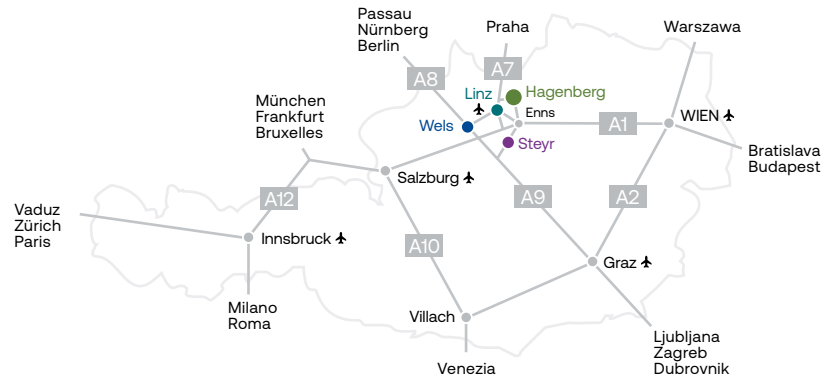 Passau
Nürnberg
Berlin
Praha
Warszawa
A8
A7
Linz
Hagenberg
Enns
Wels
A1
WIEN
Steyr
München
Frankfurt
Bruxelles
Bratislava
Budapest
Salzburg
A12
A9
A2
Vaduz
Zürich
Paris
Innsbruck
A10
Graz
Milano
Roma
Villach
Venezia
Ljubljana
Zagreb
Dubrovnik